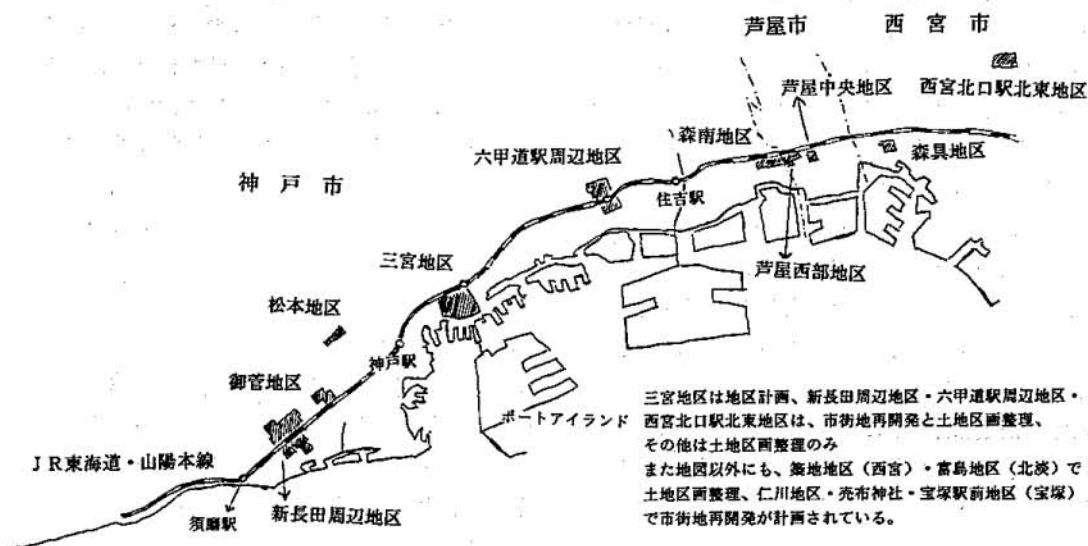 芦屋市
西宮市
芦屋中央地区
西宮北口駅北東地区
森南地区
六甲道駅周辺地区
森具地区
神戸市
住吉駅
三宮地区
芦屋西部地区
松本地区
神戸駅
御菅地区
ポートアイランド
三宮地区は地区計画、新長田周辺地区・六甲道駅周辺地区・
西宮北口駅北東地区は、市街地再開発と土地区画整理、
その他は土地区画整理のみ
また地図以外にも、築地地区（西宮）・富島地区（北淡）で
土地区画整理、仁川地区・売布神社・宝塚駅前地区（宝塚）
で市街地再開発が計画されている。
JR東海道・山陽本線
須磨駅
新長田周辺地区